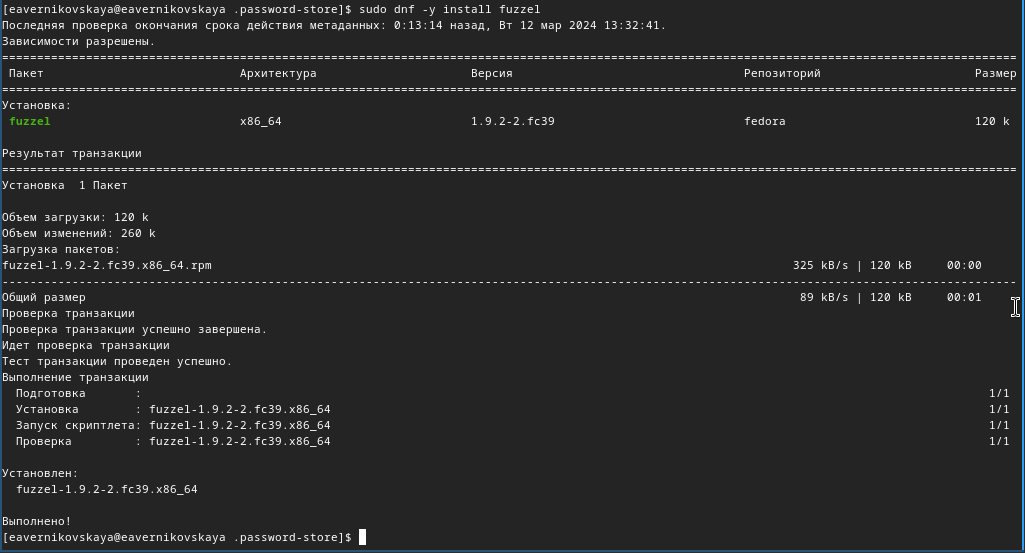 [eavernikovskaya@eavernikovskaya .password-store]$ sudo dnf -y install fuzzel
Последняя проверка окончания срока действия метаданных: 0:13:14 назад, Вт 12 мар 2024 13:32:41.
Зависимости разрешены.
================================================================================
Пакет Архитектура Версия Репозиторий Размер
================================================================================
Установка:
fuzzel x86_64 1.9.2-2.fc39 fedora 120 k
Результат транзакции
================================================================================
Установка  1 Пакет
Объем загрузки: 120 k
Объем изменений: 260 k
Загрузка пакетов:
fuzzel-1.9.2-2.fc39.x86_64.rpm 325 kB/s | 120 kB 00:00
--------------------------------------------------------------------------------
Общий размер 89 kB/s | 120 kB 00:01
Проверка транзакции
Проверка транзакции успешно завершена.
Идет проверка транзакции
Тест транзакции проведен успешно.
Выполнение транзакции
Подготовка : 1/1
Установка : fuzzel-1.9.2-2.fc39.x86_64 1/1
Запуск скриптлета: fuzzel-1.9.2-2.fc39.x86_64 1/1
Проверка : fuzzel-1.9.2-2.fc39.x86_64 1/1
Установлен:
fuzzel-1.9.2-2.fc39.x86_64
Выполнено!
[eavernikovskaya@eavernikovskaya .password-store]$